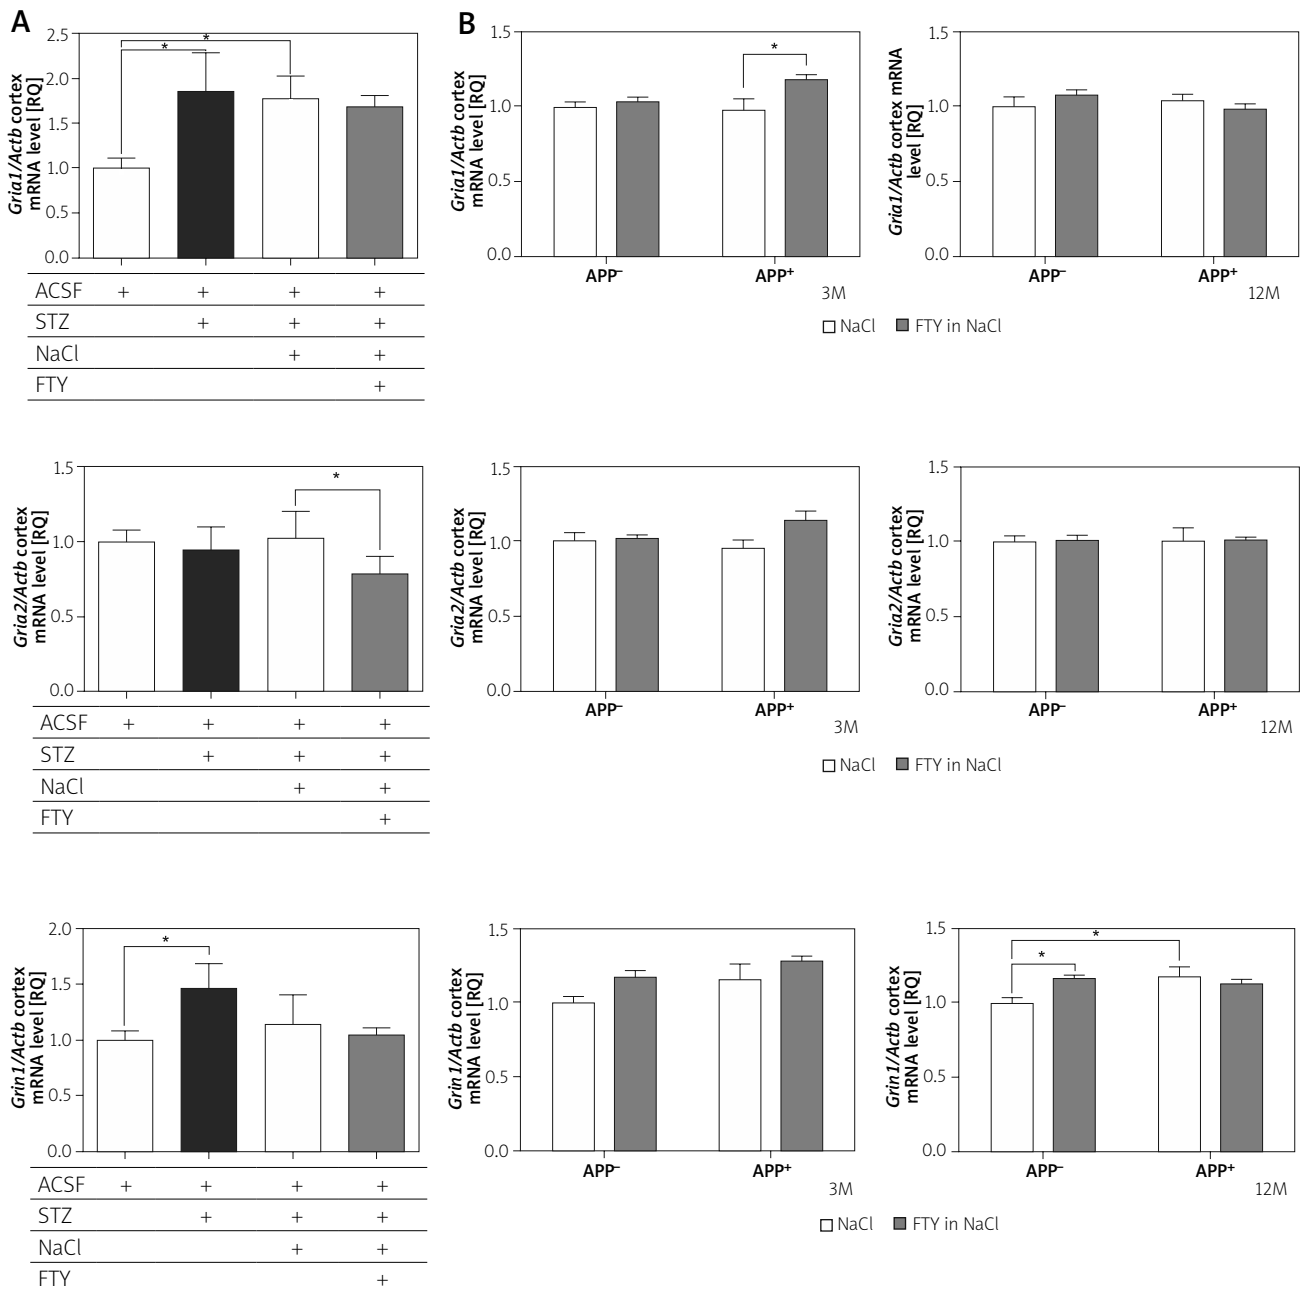 A
Gria1/Actb cortex
mRNA level [RQ]
2.5
2.0
1.5
1.0
0.5
0.0
*
*
ACSF + + + +
STZ + + +
NaCl + +
FTY +
B
Gria1/Actb cortex
mRNA level [RQ]
1.5
1.0
0.5
0.0
*
APP– APP+
3M
Gria1/Actb cortex mRNA
level [RQ]
1.5
1.0
0.5
0.0
APP– APP+
12M
NaCl FTY in NaCl
Gria2/Actb cortex
mRNA level [RQ]
1.5
1.0
0.5
0.0
*
ACSF + + + +
STZ + + +
NaCl + +
FTY +
Gria2/Actb cortex
mRNA level [RQ]
1.5
1.0
0.5
0.0
APP– APP+
3M
Gria2/Actb cortex
mRNA level [RQ]
1.5
1.0
0.5
0.0
APP– APP+
12M
NaCl FTY in NaCl
Grin1/Actb cortex
mRNA level [RQ]
2.0
1.5
1.0
0.5
0.0
*
ACSF + + + +
STZ + + +
NaCl + +
FTY +
Grin1/Actb cortex
mRNA level [RQ]
1.5
1.0
0.5
0.0
APP– APP+
3M
Grin1/Actb cortex
mRNA level [RQ]
1.5
1.0
0.5
0.0
*
*
APP– APP+
12M
NaCl FTY in NaCl